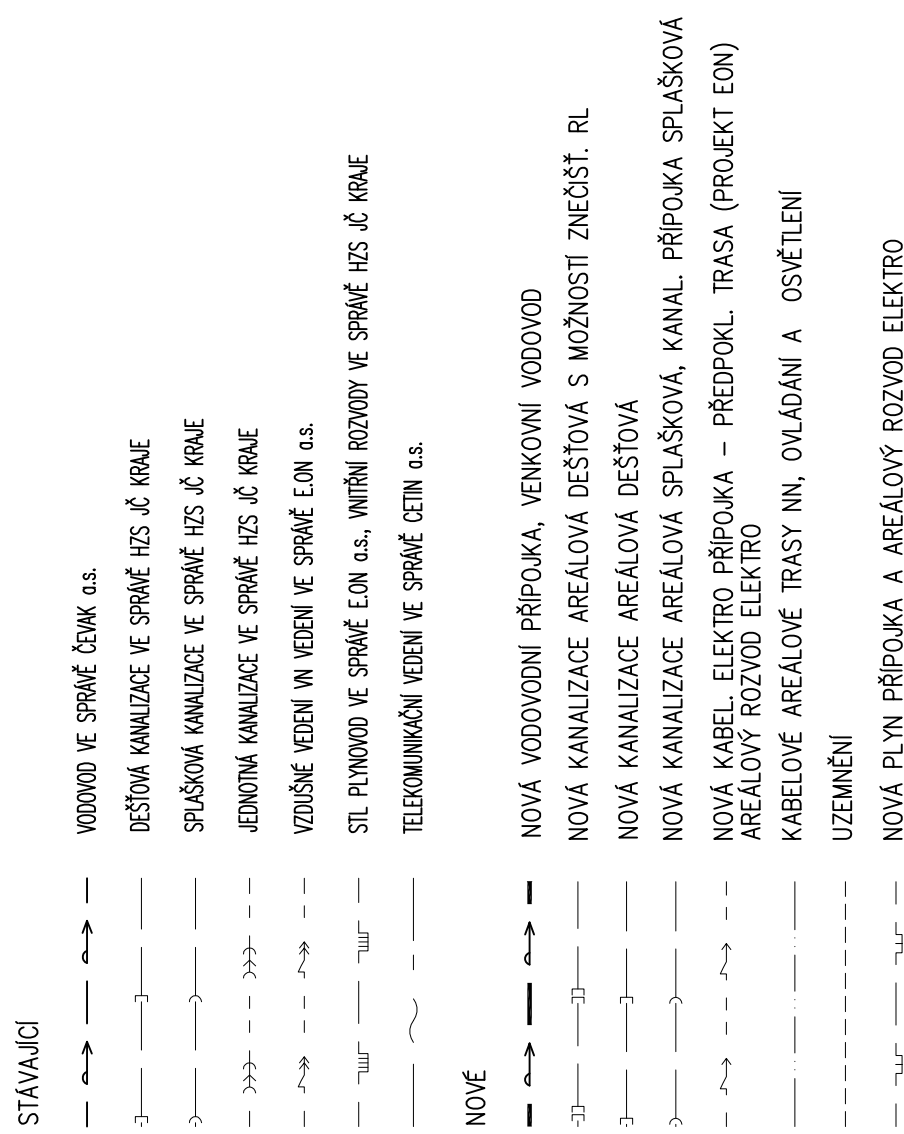 STÁVAJÍCÍ
VODOVOD VE SPRÁVĚ ČEVAK a.s.
DEŠŤOVÁ KANALIZACE VE SPRÁVĚ HZS JČ KRAJE
SPLAŠKOVÁ KANALIZACE VE SPRÁVĚ HZS JČ KRAJE
JEDNOTNÁ KANALIZACE VE SPRÁVĚ HZS JČ KRAJE
VZDUŠNÉ VEDENÍ VN VEDENÍ VE SPRÁVĚ E.ON a.s.
STL PLYNOVOD VE SPRÁVĚ E.ON a.s., VNITŘNÍ ROZVODY VE SPRÁVĚ HZS JČ KRAJE
TELEKOMUNIKAČNÍ VEDENÍ VE SPRÁVĚ CETIN a.s.
NOVÉ
NOVÁ VODOVODNÍ PŘÍPOJKA, VENKOVNÍ VODOVOD
NOVÁ KANALIZACE AREÁLOVÁ DEŠŤOVÁ S MOŽNOSTÍ ZNEČIŠŤ. RL
NOVÁ KANALIZACE AREÁLOVÁ DEŠŤOVÁ
NOVÁ KANALIZACE AREÁLOVÁ SPLAŠKOVÁ, KANAL. PŘÍPOJKA SPLAŠKOVÁ
NOVÁ KABEL. ELEKTRO PŘÍPOJKA – PŘEDPOKL. TRASA (PROJEKT EON)
AREÁLOVÝ ROZVOD ELEKTRO
KABELOVÉ AREÁLOVÉ TRASY NN, OVLÁDÁNÍ A OSVĚTLENÍ
UZEMNĚNÍ
NOVÁ PLYN PŘÍPOJKA A AREÁLOVÝ ROZVOD ELEKTRO